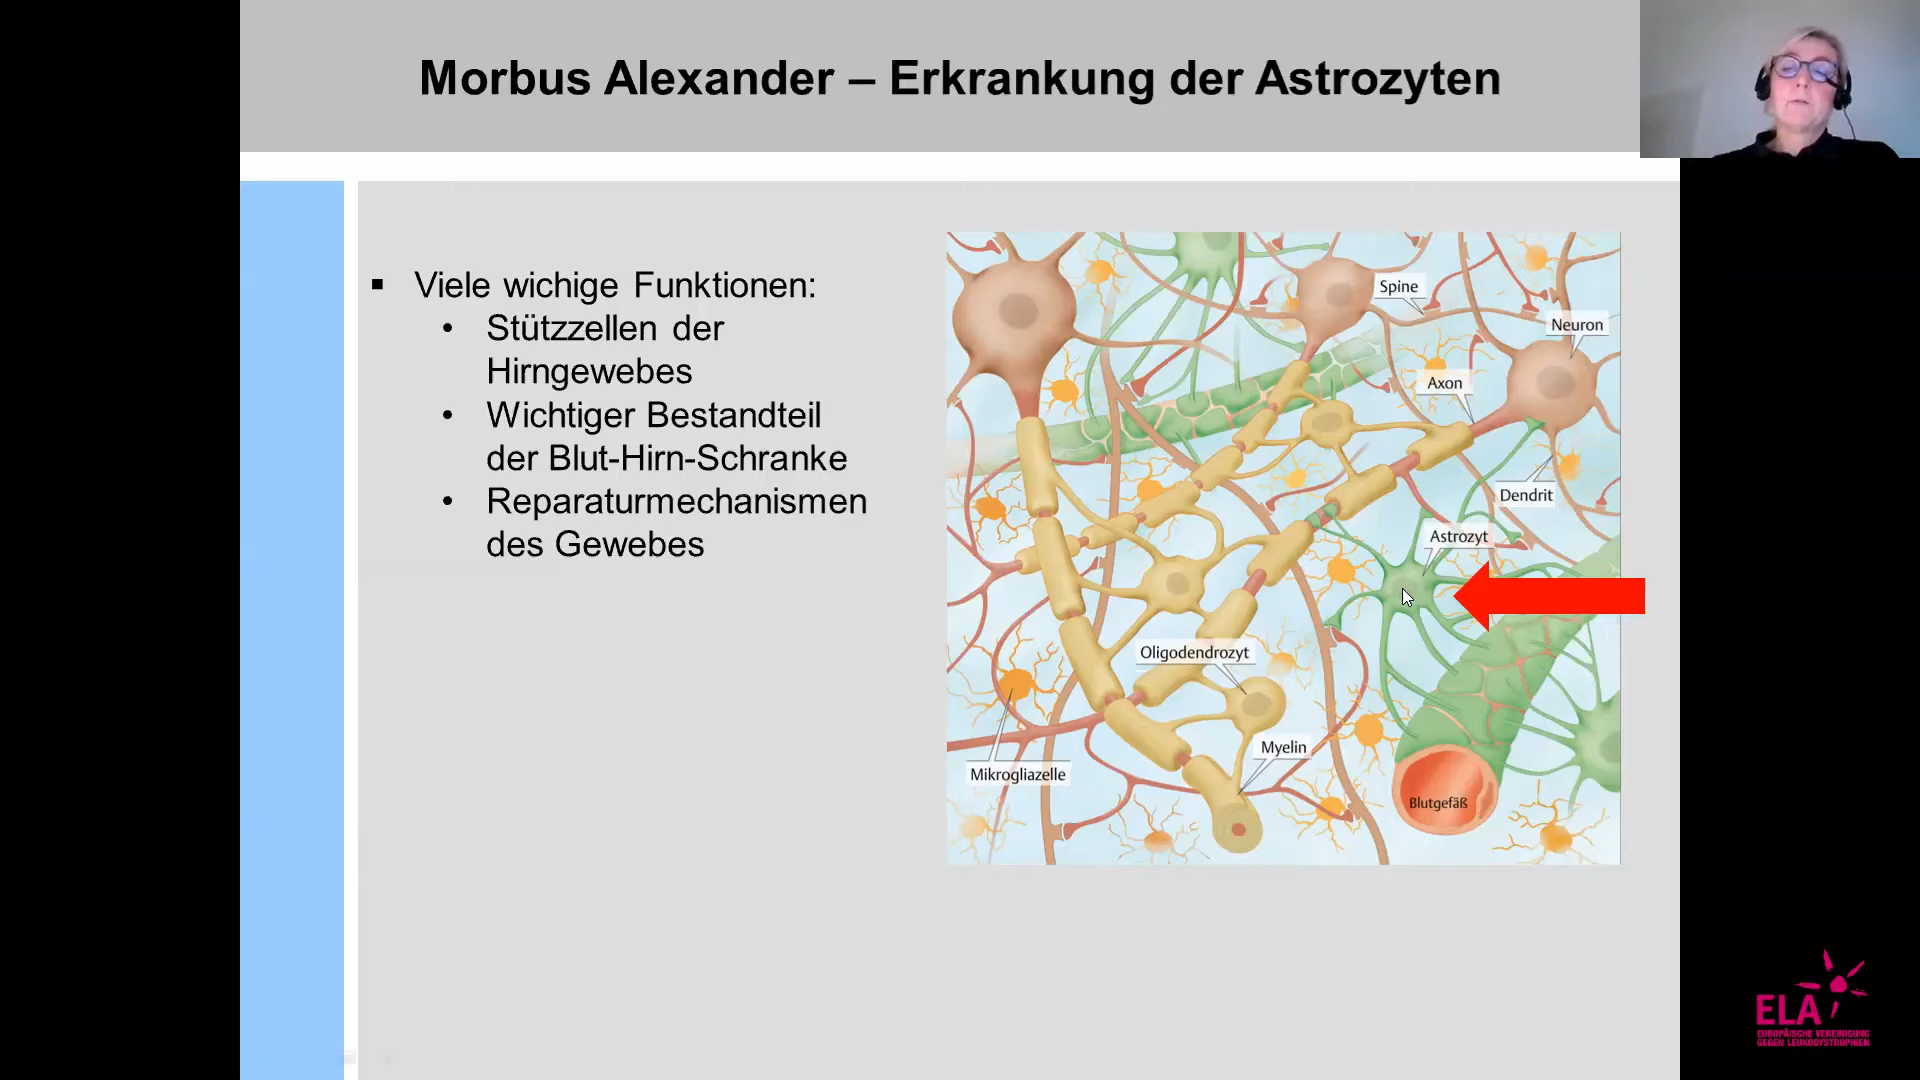 Morbus Alexander – Erkrankung der Astrozyten
▪ Viele wichige Funktionen:
• Stützzellen der
Hirngewebes
• Wichtiger Bestandteil
der Blut-Hirn-Schranke
• Reparaturmechanismen
des Gewebes
Spine
Neuron
Axon
Dendrit
Astrozyt
Oligodendrozyt
Myelin
Mikrogliazelle
Blutgefäß
ELA
EUROPÄISCHE VEREINIGUNG
GEGEN LEUKODYSTROPHIEN